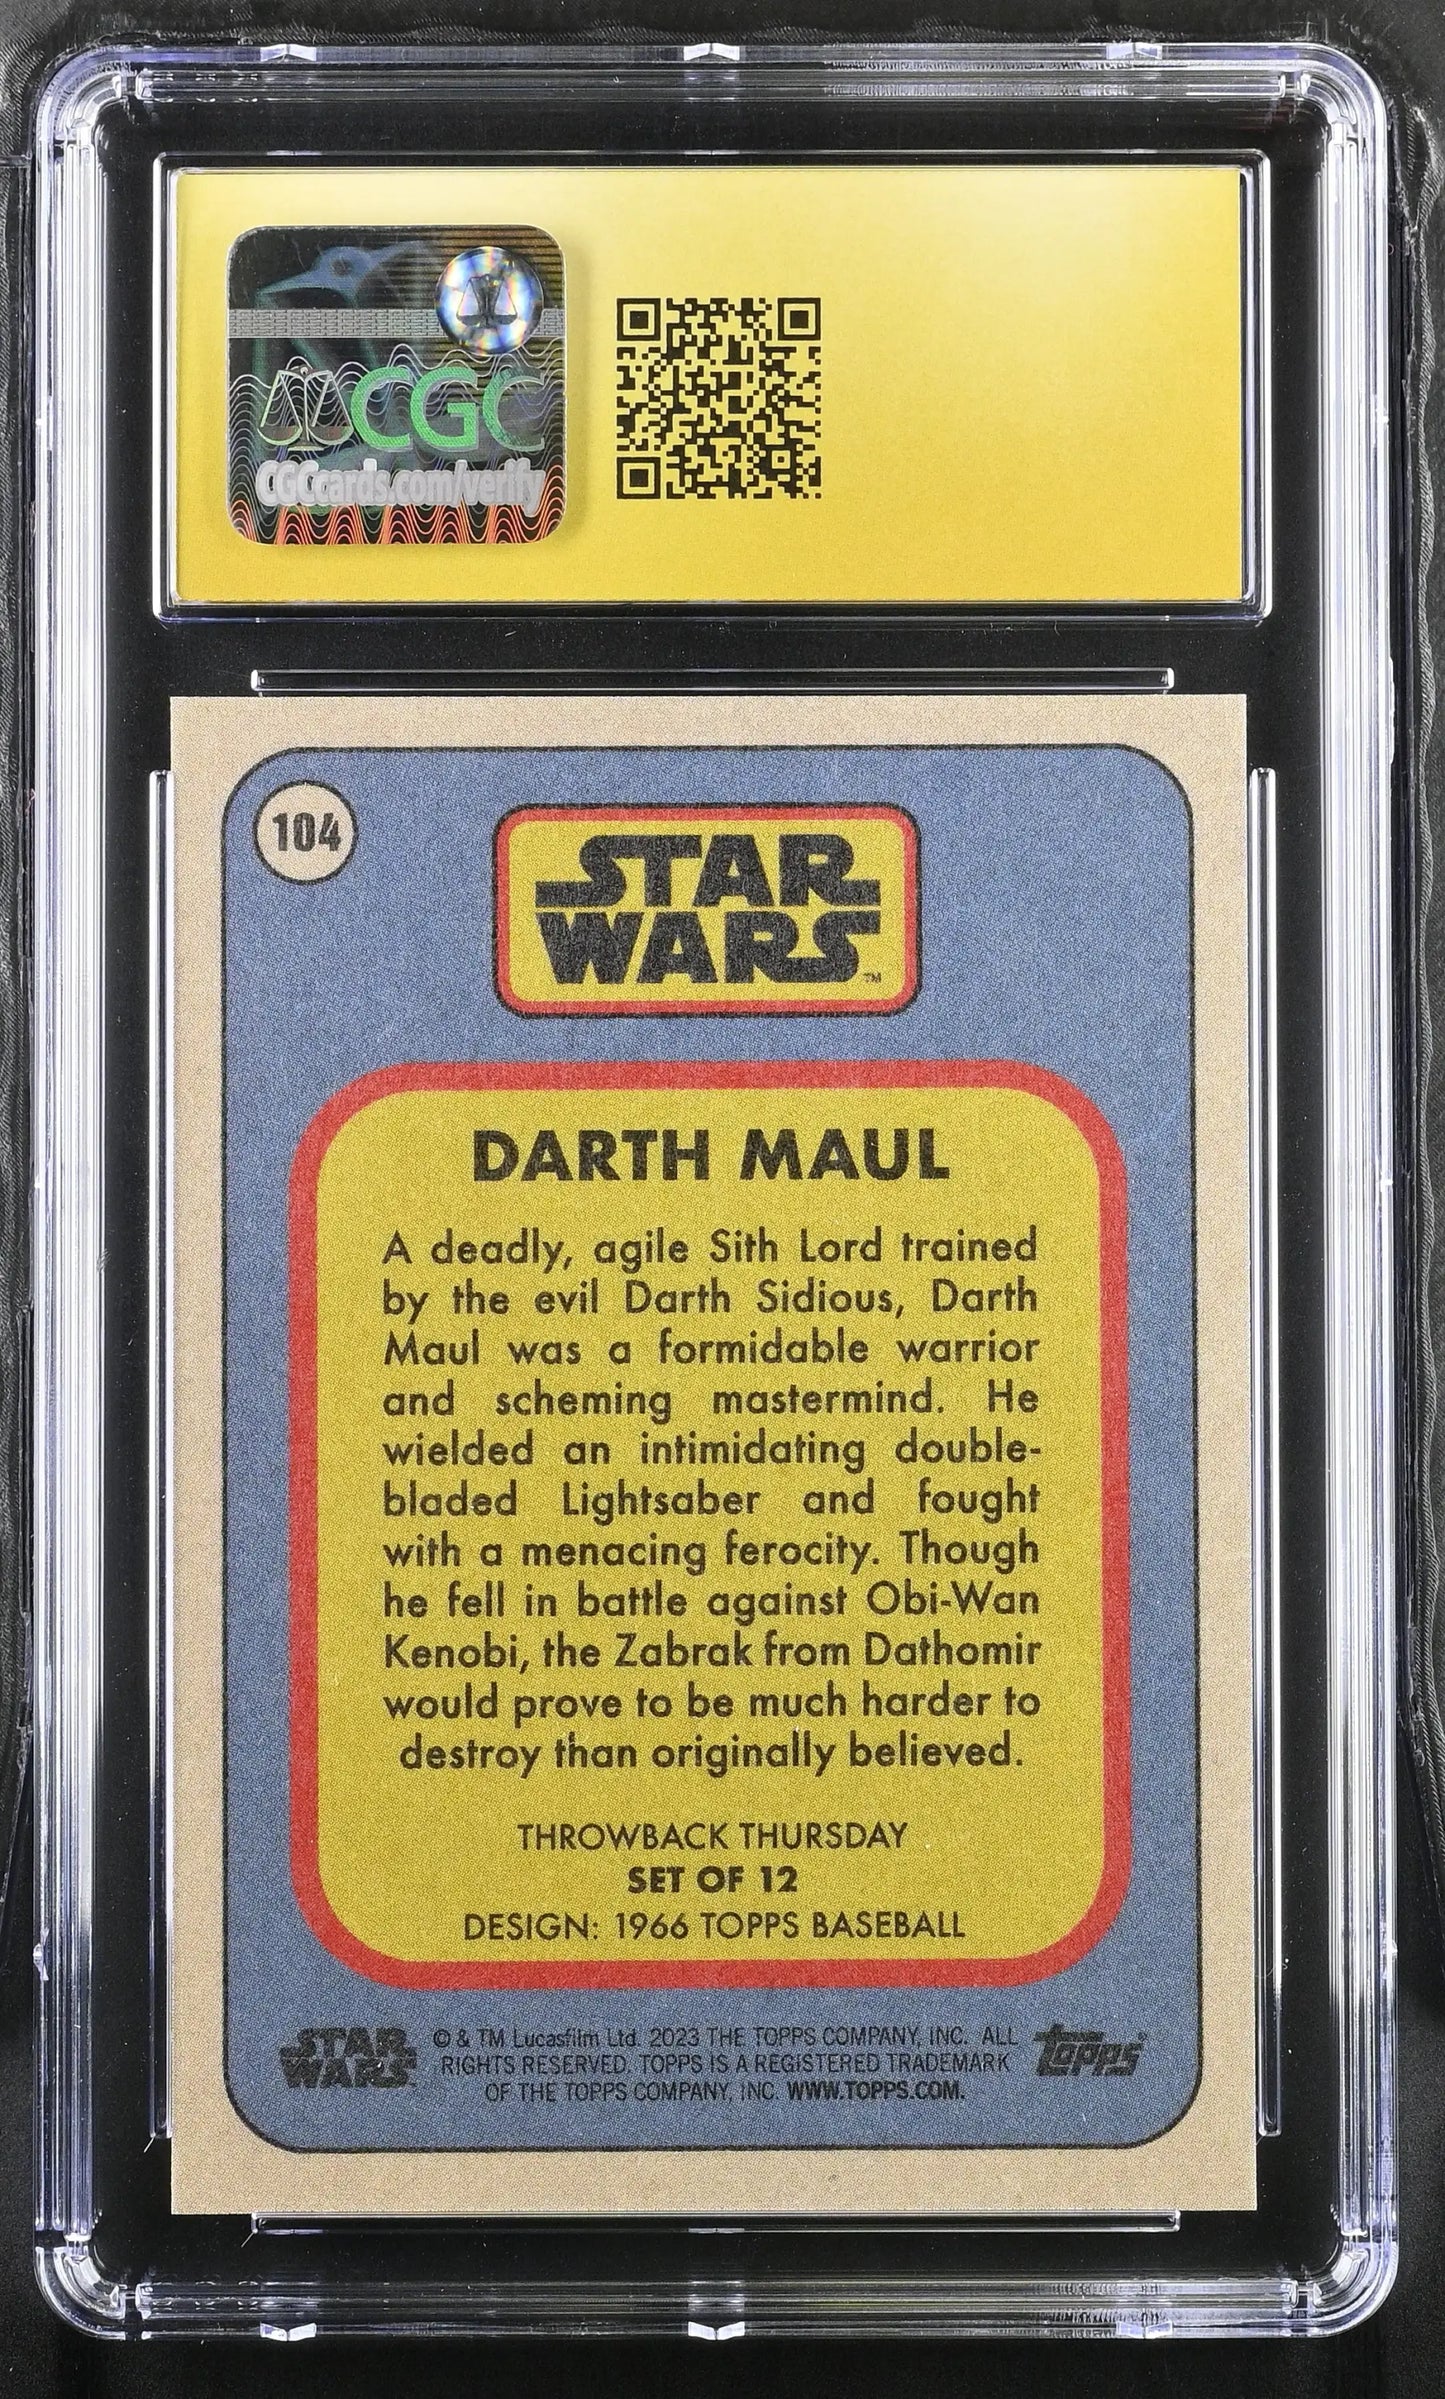 CGC
CGCcards.com/verify
104
STAR
WARS™
DARTH MAUL
A deadly, agile Sith Lord trained
by the evil Darth Sidious, Darth
Maul was a formidable warrior
and scheming mastermind. He
wielded an intimidating double-
bladed Lightsaber and fought
with a menacing ferocity. Though
he fell in battle against Obi-Wan
Kenobi, the Zabrak from Dathomir
would prove to be much harder to
destroy than originally believed.
THROWBACK THURSDAY
SET OF 12
DESIGN: 1966 TOPPS BASEBALL
STAR
WARS
© & TM Lucasfilm Ltd. 2023 THE TOPPS COMPANY, INC. ALL
RIGHTS RESERVED. TOPPS IS A REGISTERED TRADEMARK
OF THE TOPPS COMPANY, INC. WWW.TOPPS.COM.
topps